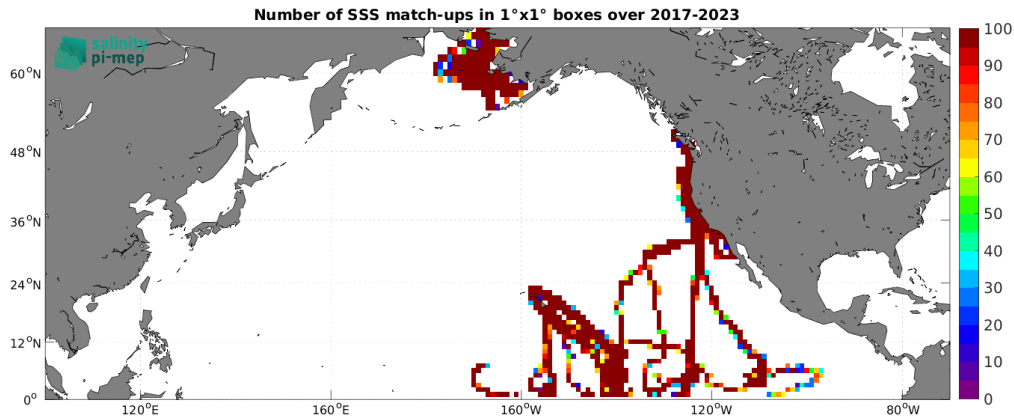 Number of SSS match-ups in 1°x1° boxes over 2017-2023
salinity
pi-mep
60°N
48°N
36°N
24°N
12°N
0°
120°E
160°E
160°W
120°W
80°W
100
90
80
70
60
50
40
30
20
10
0